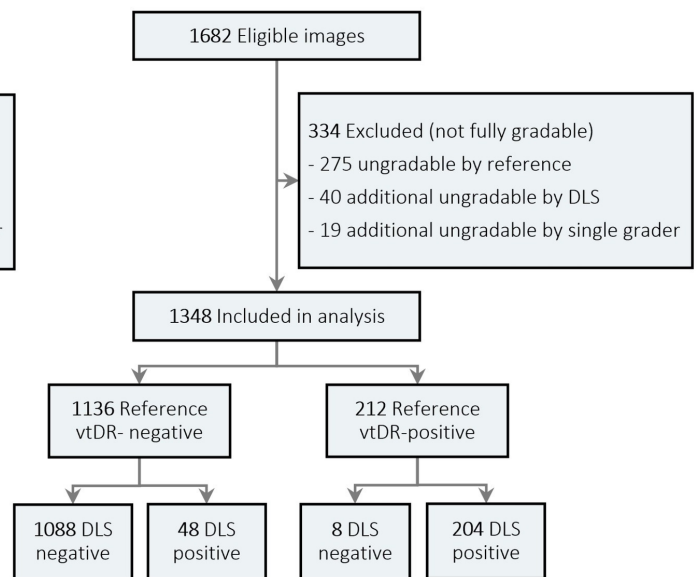 1682 Eligible images
334 Excluded (not fully gradable)
- 275 ungradable by reference
- 40 additional ungradable by DLS
- 19 additional ungradable by single grader
1348 Included in analysis
1136 Reference
vtDR- negative
212 Reference
vtDR-positive
1088 DLS
negative
48 DLS
positive
8 DLS
negative
204 DLS
positive